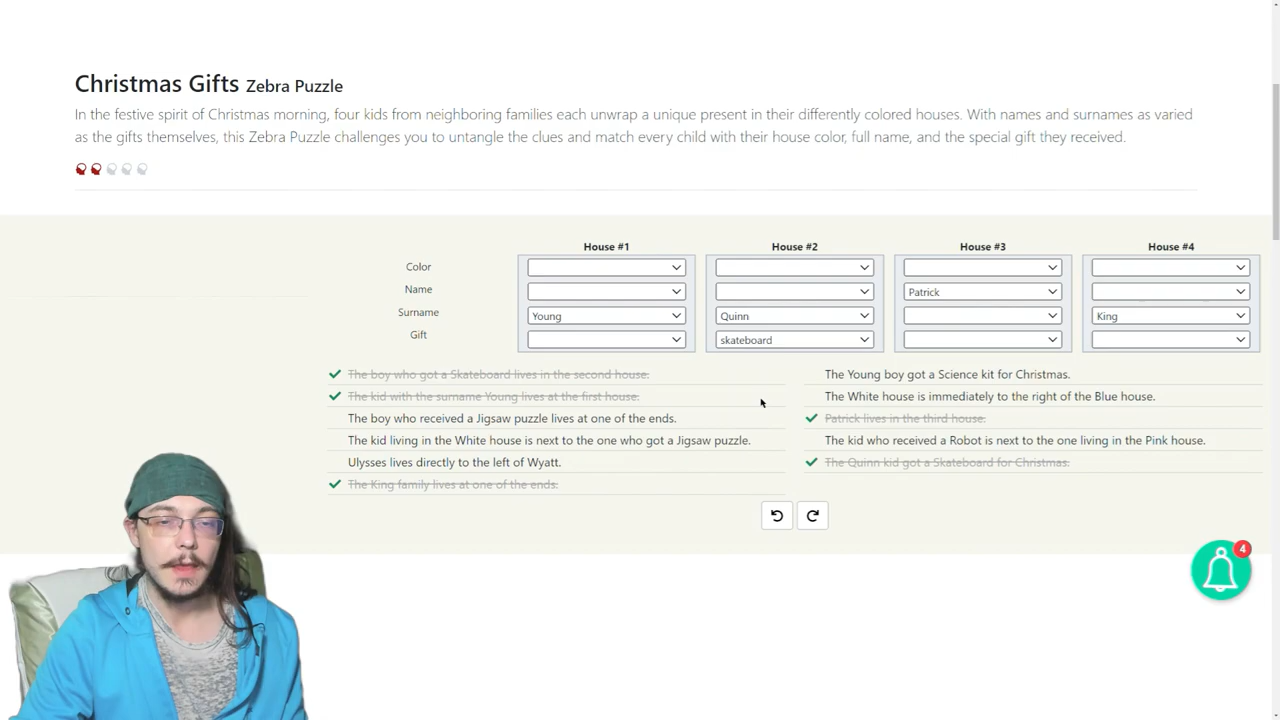 Christmas Gifts Zebra Puzzle
In the festive spirit of Christmas morning, four kids from neighboring families each unwrap a unique present in their differently colored houses. With names and surnames as varied
as the gifts themselves, this Zebra Puzzle challenges you to untangle the clues and match every child with their house color, full name, and the special gift they received.
House #1 House #2 House #3 House #4
Color
Name Patrick
Surname Young Quinn King
Gift skateboard
The boy who got a Skateboard lives in the second house.
The kid with the surname Young lives at the first house.
The boy who received a Jigsaw puzzle lives at one of the ends.
The kid living in the White house is next to the one who got a Jigsaw puzzle.
Ulysses lives directly to the left of Wyatt.
The King family lives at one of the ends.
The Young boy got a Science kit for Christmas.
The White house is immediately to the right of the Blue house.
Patrick lives in the third house.
The kid who received a Robot is next to the one living in the Pink house.
The Quinn kid got a Skateboard for Christmas.
4